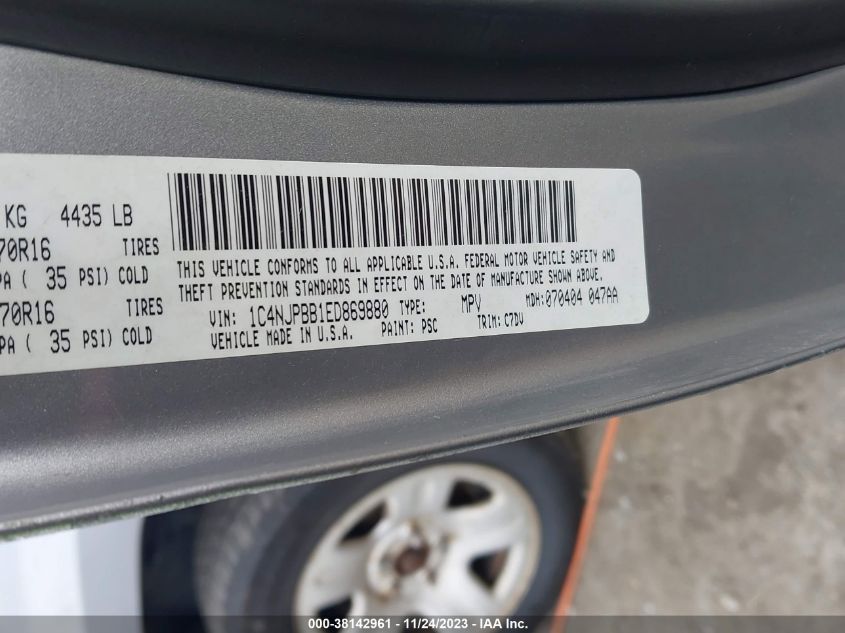 KG 4435 LB
70R16 TIRES
PA ( 35 PSI) COLD
70R16 TIRES
PA ( 35 PSI) COLD
THIS VEHICLE CONFORMS TO ALL APPLICABLE U.S.A. FEDERAL MOTOR VEHICLE SAFETY AND
THEFT PREVENTION STANDARDS IN EFFECT ON THE DATE OF MANUFACTURE SHOWN ABOVE.
VIN: 1C4NJPBB1ED869880 TYPE: MPV MDH: 070404 047AA
VEHICLE MADE IN U.S.A. PAINT: PSC TRIM: C7DV
000-38142961 - 11/24/2023 - IAA Inc.